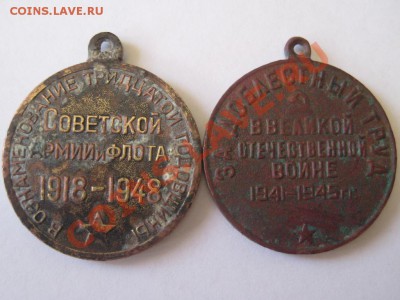 COINS.ЛАВЕ.RU
В ОЗНАМЕНОВАНИЕ ТРИДЦАТОЙ ГОДОВЩИНЫ
СОВЕТСКОЙ
АРМИИ и ФЛОТА
1918-1948
ЗА ДОБЛЕСТНЫЙ ТРУД
В ВЕЛИКОЙ
ОТЕЧЕСТВЕННОЙ
ВОЙНЕ
1941-1945 гг.